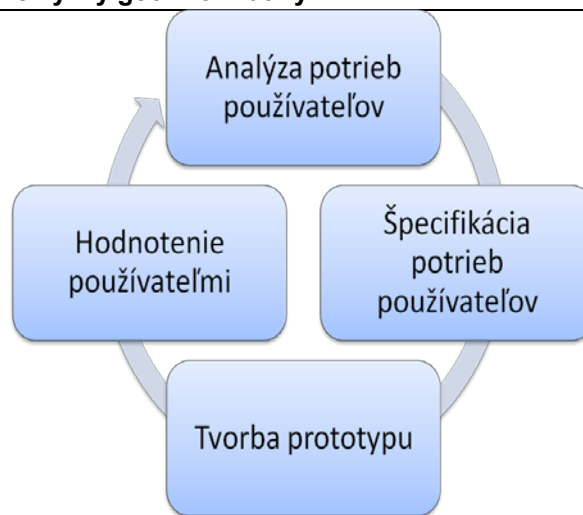 Analýza potrieb
používateľov
Špecifikácia
potrieb
používateľov
Tvorba prototypu
Hodnotenie
používateľmi